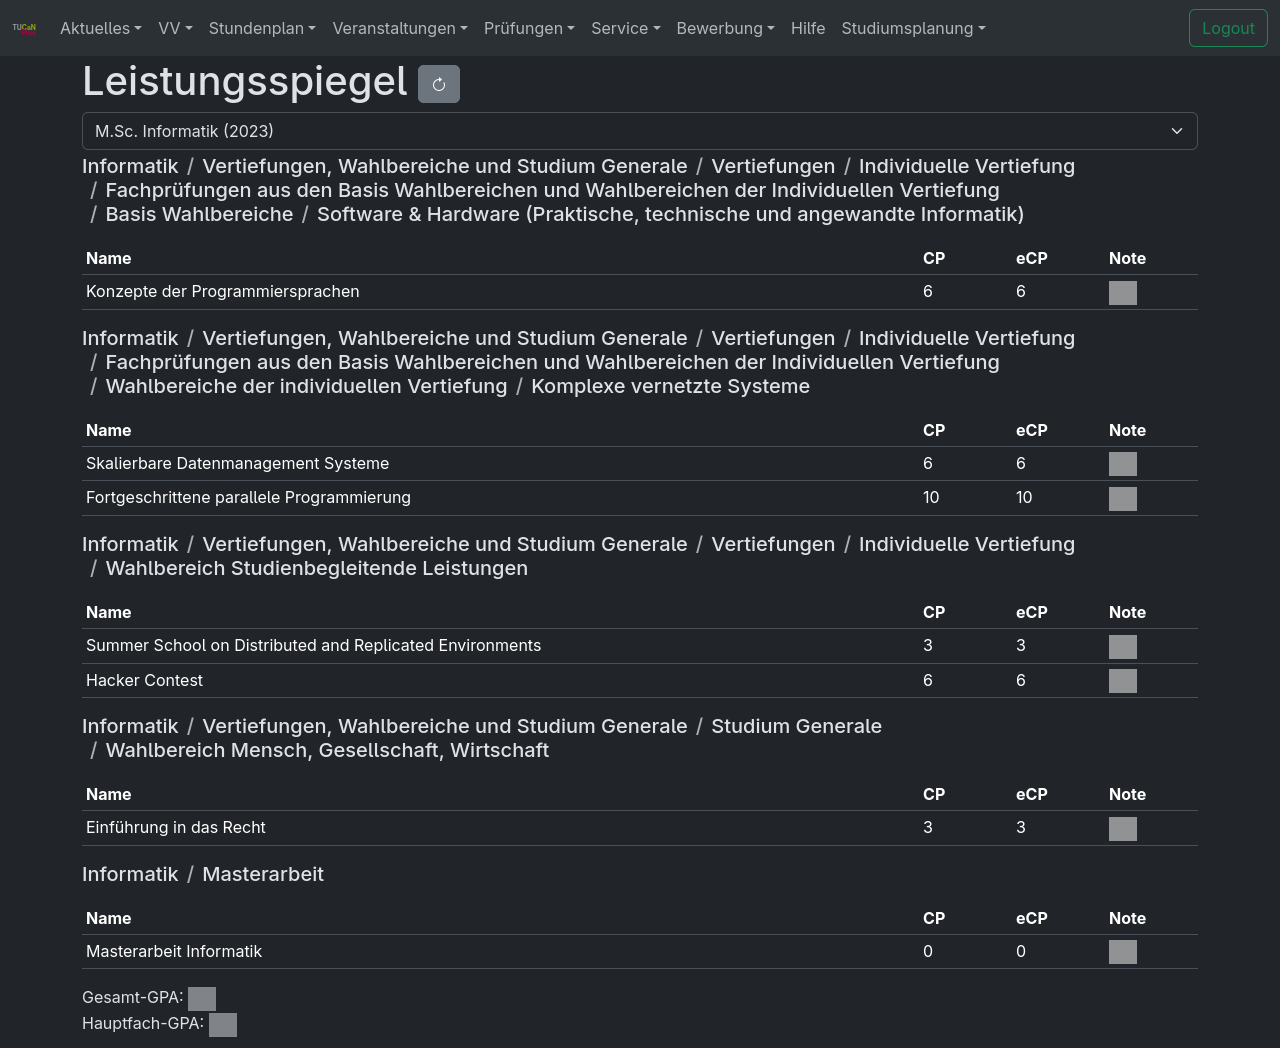 TUCaN Aktuelles VV Stundenplan Veranstaltungen Prüfungen Service Bewerbung Hilfe Studiumsplanung Logout
Leistungsspiegel
M.Sc. Informatik (2023)
Informatik / Vertiefungen, Wahlbereiche und Studium Generale / Vertiefungen / Individuelle Vertiefung
/ Fachprüfungen aus den Basis Wahlbereichen und Wahlbereichen der Individuellen Vertiefung
/ Basis Wahlbereiche / Software & Hardware (Praktische, technische und angewandte Informatik)
Name CP eCP Note
Konzepte der Programmiersprachen 6 6
Informatik / Vertiefungen, Wahlbereiche und Studium Generale / Vertiefungen / Individuelle Vertiefung
/ Fachprüfungen aus den Basis Wahlbereichen und Wahlbereichen der Individuellen Vertiefung
/ Wahlbereiche der individuellen Vertiefung / Komplexe vernetzte Systeme
Name CP eCP Note
Skalierbare Datenmanagement Systeme 6 6
Fortgeschrittene parallele Programmierung 10 10
Informatik / Vertiefungen, Wahlbereiche und Studium Generale / Vertiefungen / Individuelle Vertiefung
/ Wahlbereich Studienbegleitende Leistungen
Name CP eCP Note
Summer School on Distributed and Replicated Environments 3 3
Hacker Contest 6 6
Informatik / Vertiefungen, Wahlbereiche und Studium Generale / Studium Generale
/ Wahlbereich Mensch, Gesellschaft, Wirtschaft
Name CP eCP Note
Einführung in das Recht 3 3
Informatik / Masterarbeit
Name CP eCP Note
Masterarbeit Informatik 0 0
Gesamt-GPA:
Hauptfach-GPA: